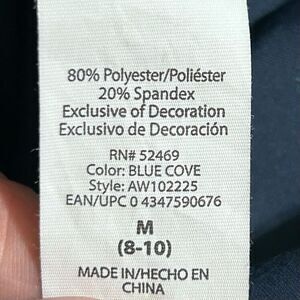 80% Polyester/Poliéster
20% Spandex
Exclusive of Decoration
Exclusivo de Decoración
RN# 52469
Color: BLUE COVE
Style: AW102225
EAN/UPC 0 4347590676
M
(8-10)
MADE IN/HECHO EN
CHINA